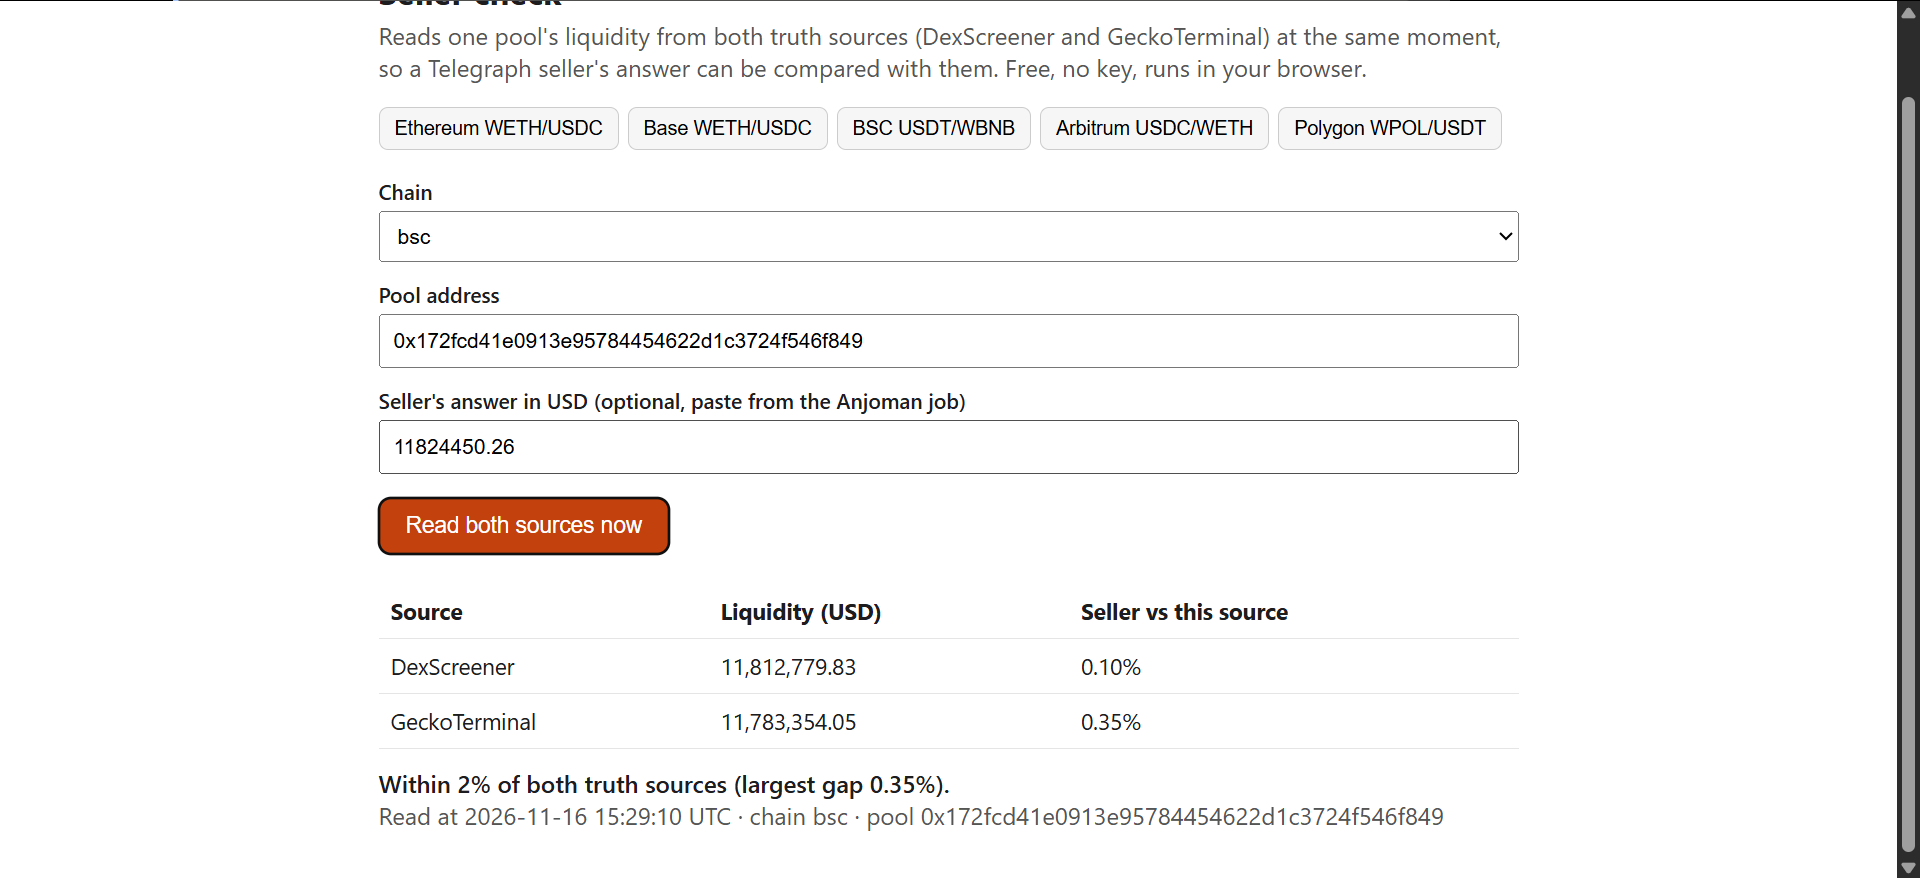 Seller check
Reads one pool's liquidity from both truth sources (DexScreener and GeckoTerminal) at the same moment,
so a Telegraph seller's answer can be compared with them. Free, no key, runs in your browser.
Ethereum WETH/USDC
Base WETH/USDC
BSC USDT/WBNB
Arbitrum USDC/WETH
Polygon WPOL/USDT
Chain
bsc
Pool address
0x172fcd41e0913e95784454622d1c3724f546f849
Seller's answer in USD (optional, paste from the Anjoman job)
11824450.26
Read both sources now
Source Liquidity (USD) Seller vs this source
DexScreener 11,812,779.83 0.10%
GeckoTerminal 11,783,354.05 0.35%
Within 2% of both truth sources (largest gap 0.35%).
Read at 2026-11-16 15:29:10 UTC · chain bsc · pool 0x172fcd41e0913e95784454622d1c3724f546f849